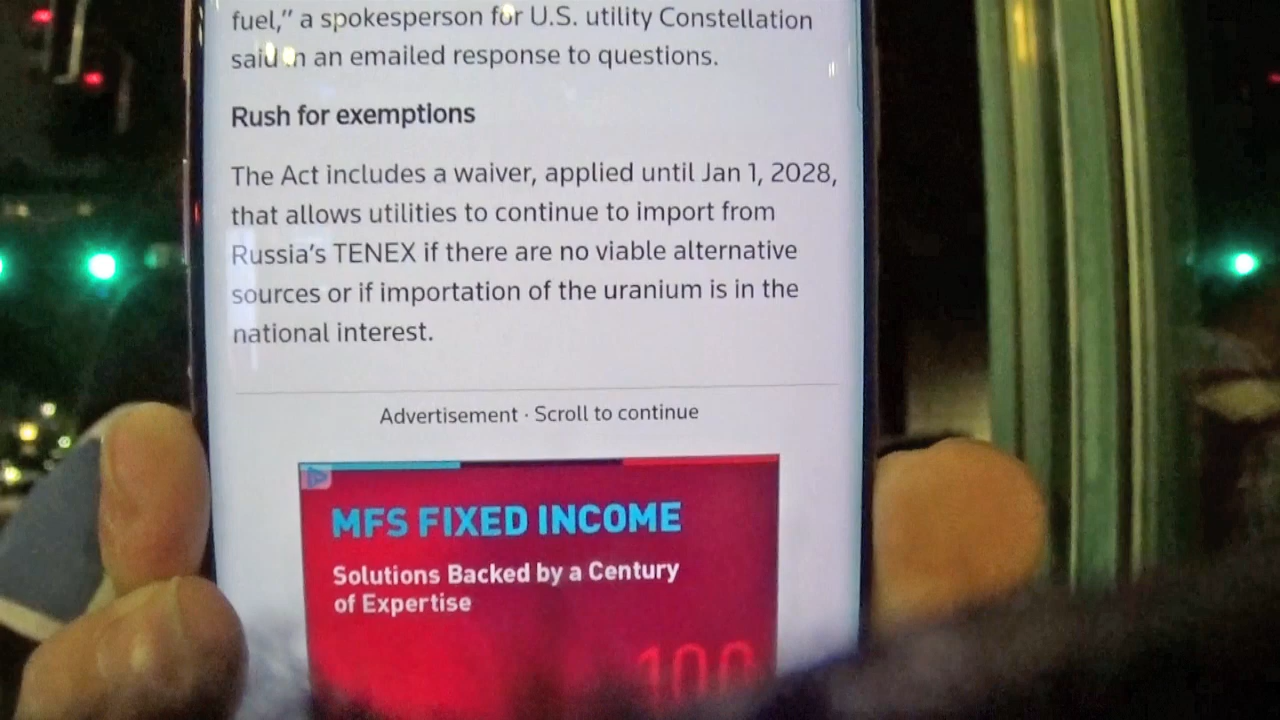 fuel,” a spokesperson for U.S. utility Constellation
said in an emailed response to questions.
Rush for exemptions
The Act includes a waiver, applied until Jan 1, 2028,
that allows utilities to continue to import from
Russia’s TENEX if there are no viable alternative
sources or if importation of the uranium is in the
national interest.
Advertisement · Scroll to continue
MFS FIXED INCOME
Solutions Backed by a Century
of Expertise
100